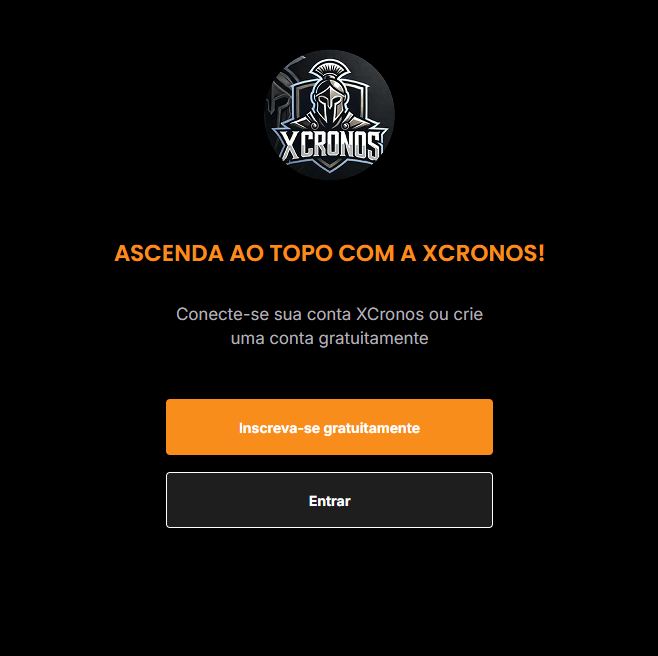 XCRONOS
ASCENDA AO TOPO COM A XCRONOS!
Conecte-se sua conta XCronos ou crie
uma conta gratuitamente
Inscreva-se gratuitamente
Entrar